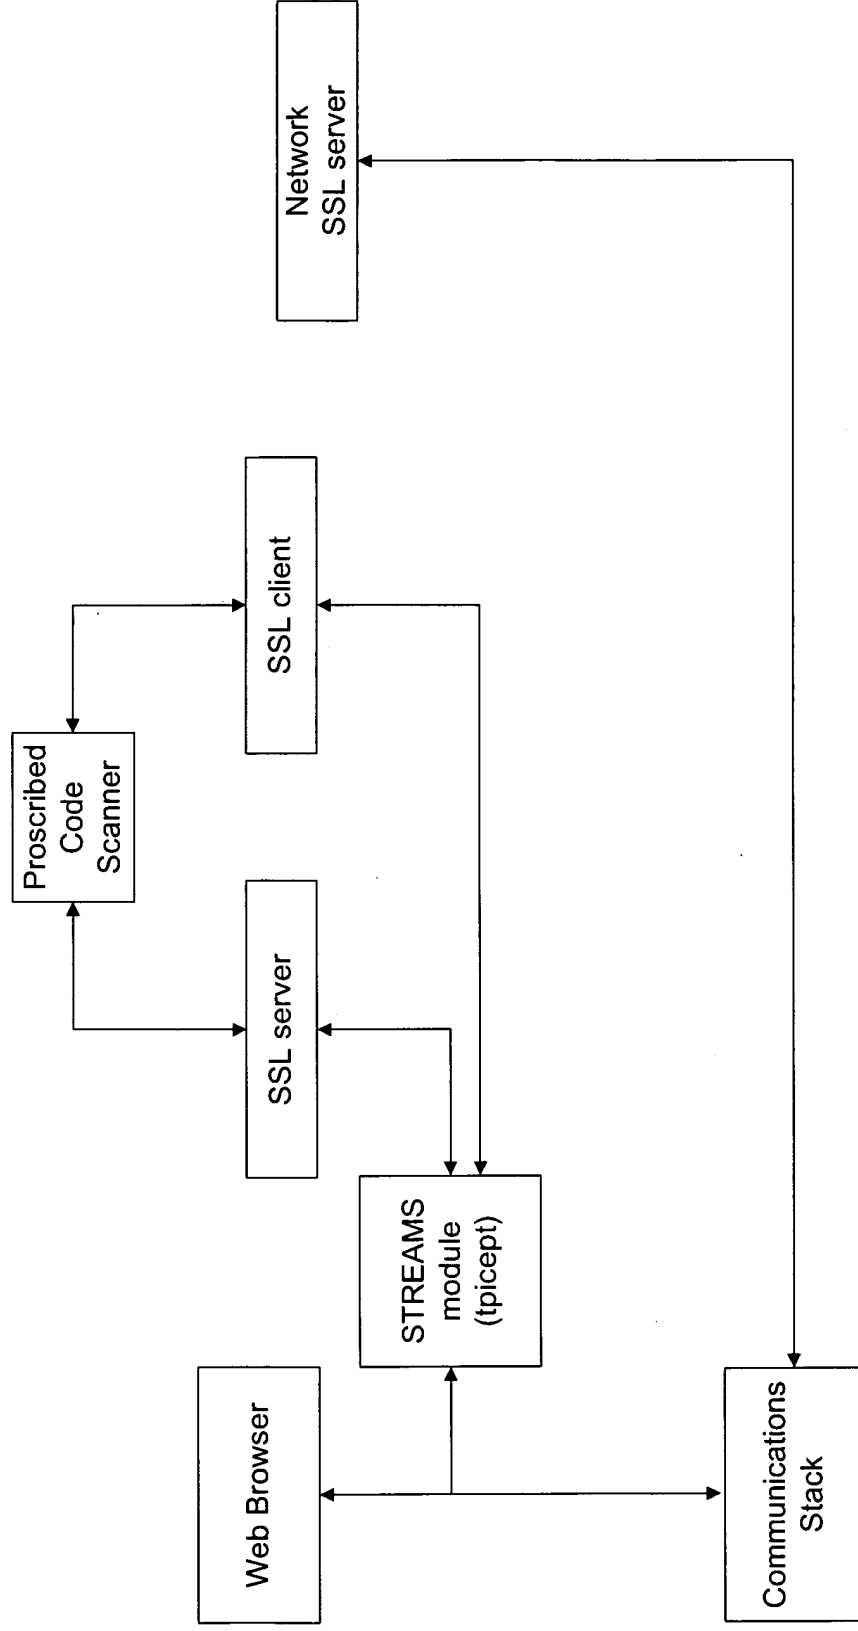 Proscribed
Code
Scanner
Web Browser
SSL server
SSL client
Network
SSL server
STREAMS
module
(tpicept)
Communications
Stack